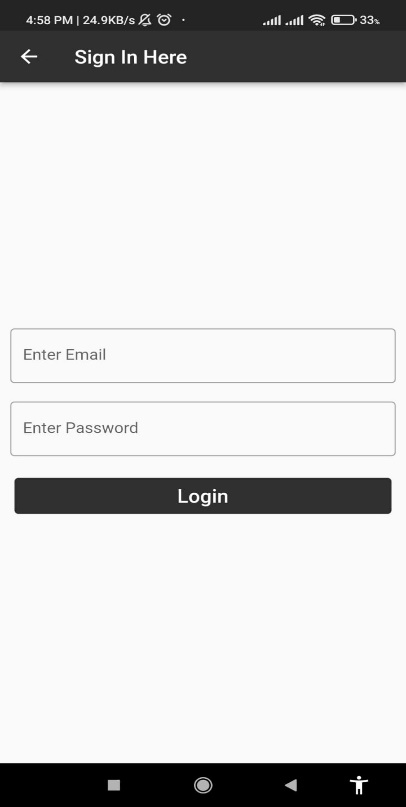 4:58 PM | 24.9KB/s
33%
Sign In Here
Enter Email
Enter Password
Login